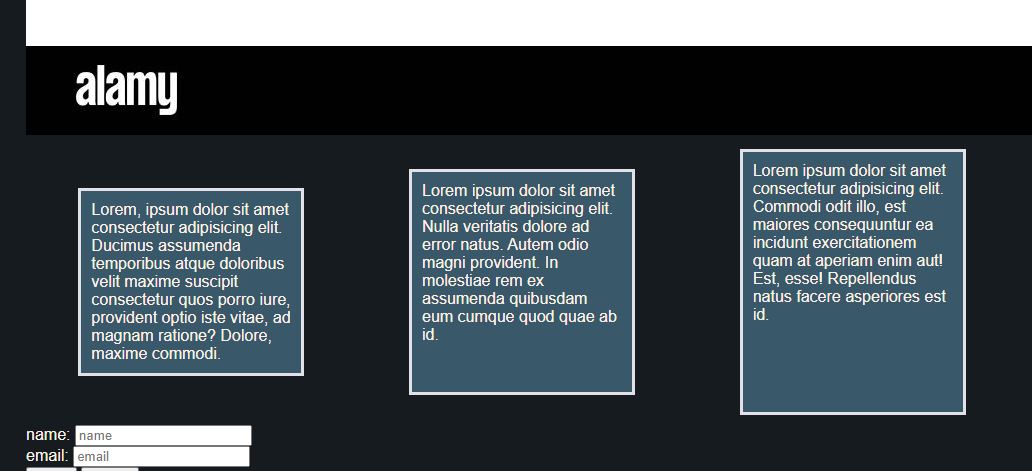 alamy
Lorem, ipsum dolor sit amet
consectetur adipisicing elit.
Ducimus assumenda
temporibus atque doloribus
velit maxime suscipit
consectetur quos porro iure,
provident optio iste vitae, ad
magnam ratione? Dolore,
maxime commodi.
Lorem ipsum dolor sit amet
consectetur adipisicing elit.
Nulla veritatis dolore ad
error natus. Autem odio
magni provident. In
molestiae rem ex
assumenda quibusdam
eum cumque quod quae ab
id.
Lorem ipsum dolor sit amet
consectetur adipisicing elit.
Commodi odit illo, est
maiores consequuntur ea
incidunt exercitationem
quam at aperiam enim aut!
Est, esse! Repellendus
natus facere asperiores est
id.
name: name
email: email